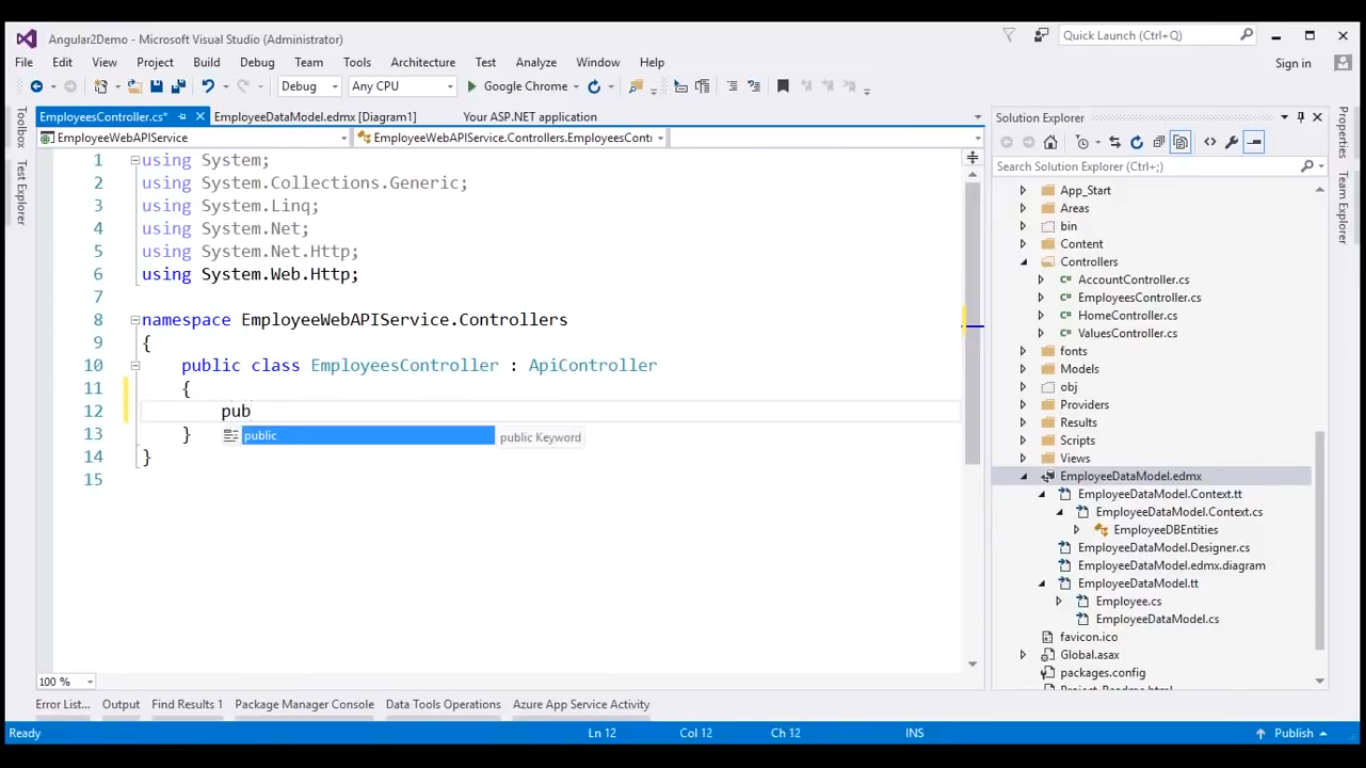 Angular2Demo - Microsoft Visual Studio (Administrator)
Quick Launch (Ctrl+Q)
File Edit View Project Build Debug Team Tools Architecture Test Analyze Window Help
Sign in
Debug Any CPU Google Chrome
EmployeesController.cs* EmployeeDataModel.edmx [Diagram1] Your ASP.NET application
EmployeeWebAPIService EmployeeWebAPIService.Controllers.EmployeesConti
Toolbox
Test Explorer
1 using System;
2 using System.Collections.Generic;
3 using System.Linq;
4 using System.Net;
5 using System.Net.Http;
6 using System.Web.Http;
7
8 namespace EmployeeWebAPIService.Controllers
9 {
10 public class EmployeesController : ApiController
11 {
12 pub
public public Keyword
13 }
14 }
15
100 %
Solution Explorer
Search Solution Explorer (Ctrl+;)
App_Start
Areas
bin
Content
Controllers
C# AccountController.cs
C# EmployeesController.cs
C# HomeController.cs
C# ValuesController.cs
fonts
Models
obj
Providers
Results
Scripts
Views
EmployeeDataModel.edmx
EmployeeDataModel.Context.tt
EmployeeDataModel.Context.cs
EmployeeDBEntities
EmployeeDataModel.Designer.cs
EmployeeDataModel.edmx.diagram
EmployeeDataModel.tt
Employee.cs
EmployeeDataModel.cs
favicon.ico
Global.asax
packages.config
Project_Readme.html
Properties
Team Explorer
Error List... Output Find Results 1 Package Manager Console Data Tools Operations Azure App Service Activity
Ready Ln 12 Col 12 Ch 12 INS Publish